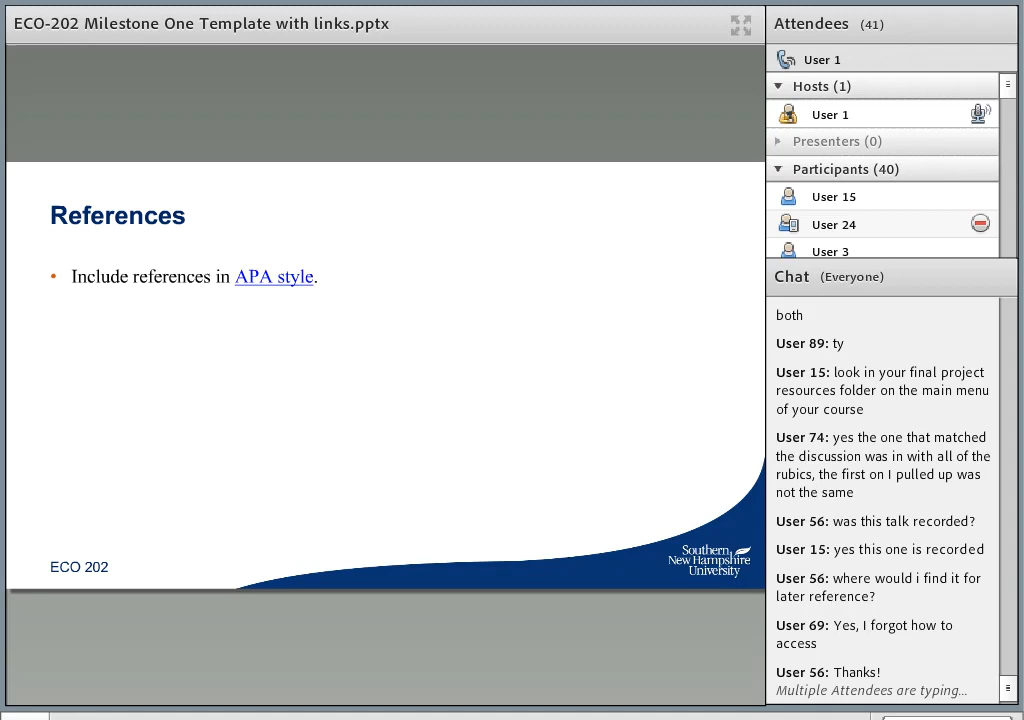 ECO-202 Milestone One Template with links.pptx
References
• Include references in APA style.
ECO 202
Southern
New Hampshire
University
Attendees (41)
User 1
Hosts (1)
User 1
Presenters (0)
Participants (40)
User 15
User 24
User 3
Chat (Everyone)
both
User 89: ty
User 15: look in your final project
resources folder on the main menu
of your course
User 74: yes the one that matched
the discussion was in with all of the
rubics, the first on I pulled up was
not the same
User 56: was this talk recorded?
User 15: yes this one is recorded
User 56: where would i find it for
later reference?
User 69: Yes, I forgot how to
access
User 56: Thanks!
Multiple Attendees are typing...